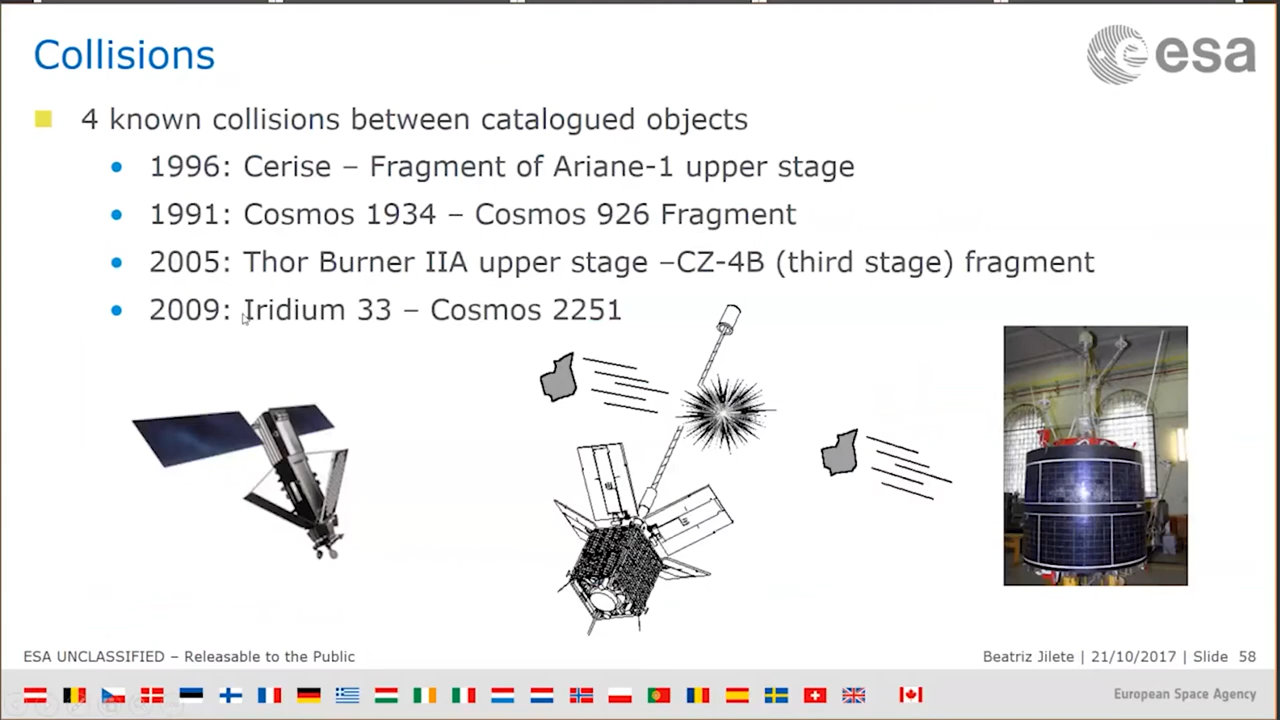 Collisions
esa
4 known collisions between catalogued objects
1996: Cerise – Fragment of Ariane-1 upper stage
1991: Cosmos 1934 – Cosmos 926 Fragment
2005: Thor Burner IIA upper stage –CZ-4B (third stage) fragment
2009: Iridium 33 – Cosmos 2251
ESA UNCLASSIFIED – Releasable to the Public
Beatriz Jilete | 21/10/2017 | Slide 58
European Space Agency